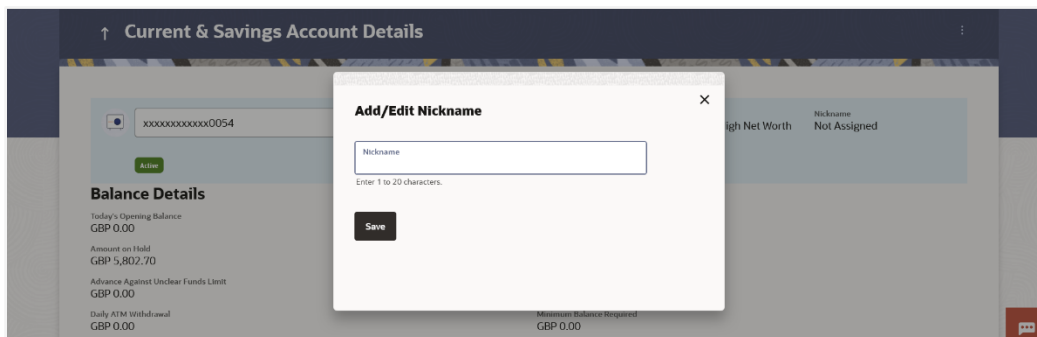 ↑ Current & Savings Account Details
Add/Edit Nickname
xxxxxxxxxxxx0054
igh Net Worth
Nickname
Not Assigned
Active
Nickname
Enter 1 to 20 characters.
Save
Balance Details
Today's Opening Balance
GBP 0.00
Amount on Hold
GBP 5,802.70
Advance Against Unclear Funds Limit
GBP 0.00
Daily ATM Withdrawal
GBP 0.00
Minimum Balance Required
GBP 0.00